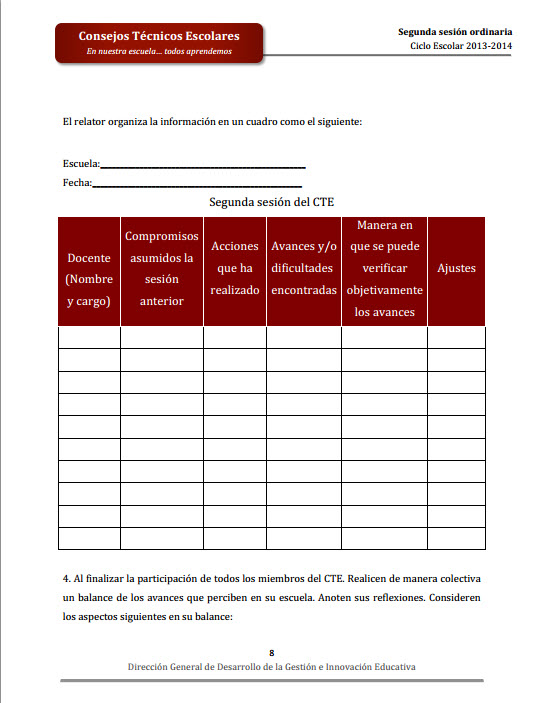 Consejos Técnicos Escolares
En nuestra escuela... todos aprendemos
Segunda sesión ordinaria
Ciclo Escolar 2013-2014
El relator organiza la información en un cuadro como el siguiente:
Escuela:
Fecha:
Segunda sesión del CTE
Docente
(Nombre
y cargo)
Compromisos
asumidos la
sesión
anterior
Acciones
que ha
realizado
Avances y/o
dificultades
encontradas
Manera en
que se puede
verificar
objetivamente
los avances
Ajustes
4. Al finalizar la participación de todos los miembros del CTE. Realicen de manera colectiva
un balance de los avances que perciben en su escuela. Anoten sus reflexiones. Consideren
los aspectos siguientes en su balance:
8
Dirección General de Desarrollo de la Gestión e Innovación Educativa